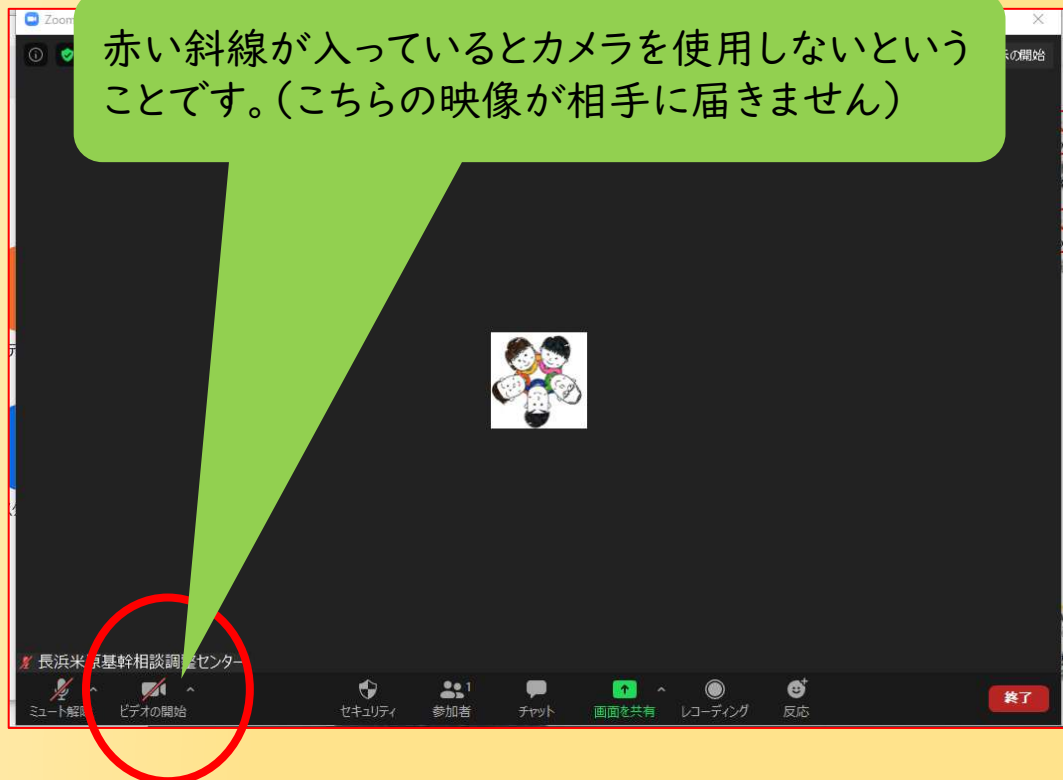 Zoom
赤い斜線が入っているとカメラを使用しないという
ことです。(こちらの映像が相手に届きません)
の開始
長浜米原基幹相談調整センター
ミュート解除
ビデオの開始
セキュリティ
1
参加者
チャット
画面を共有
レコーディング
反応
終了